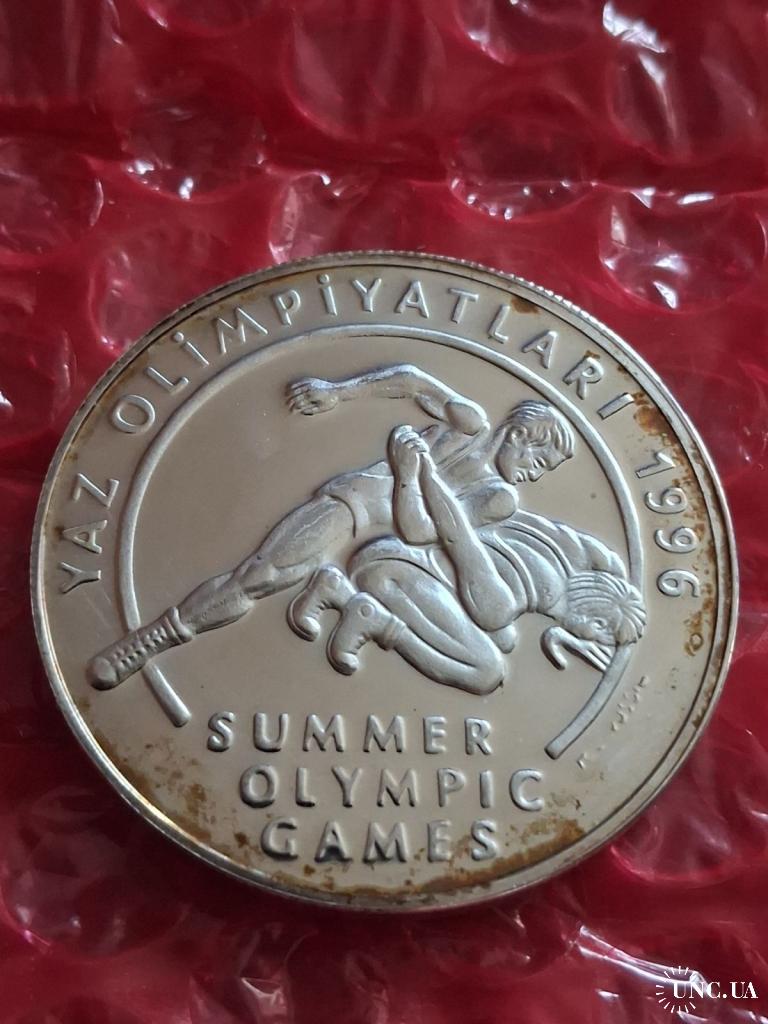 YAZ OLİMPİYATLARI 1996
SUMMER
OLYMPIC
GAMES
UNC.UA